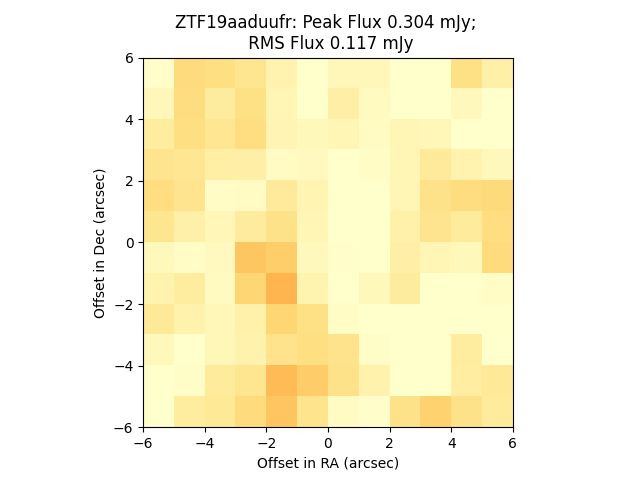 ZTF19aaduufr: Peak Flux 0.304 mJy;
RMS Flux 0.117 mJy
6
4
2
0
−2
−4
−6
Offset in Dec (arcsec)
−6 −4 −2 0 2 4 6
Offset in RA (arcsec)